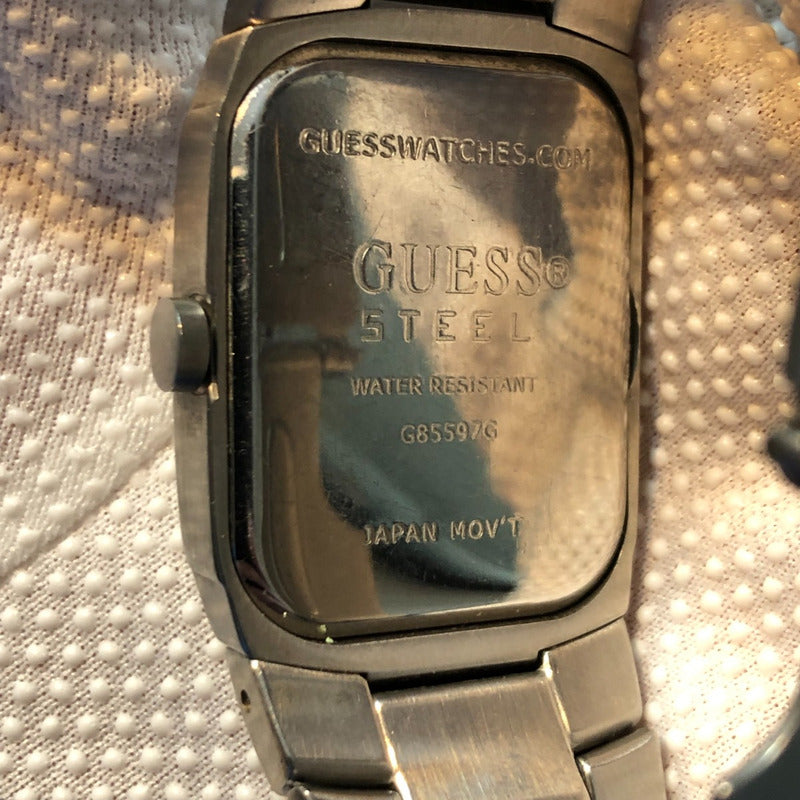 GUESSWATCHES.COM
GUESS®
STEEL
WATER RESISTANT
G85597G
JAPAN MOV'T